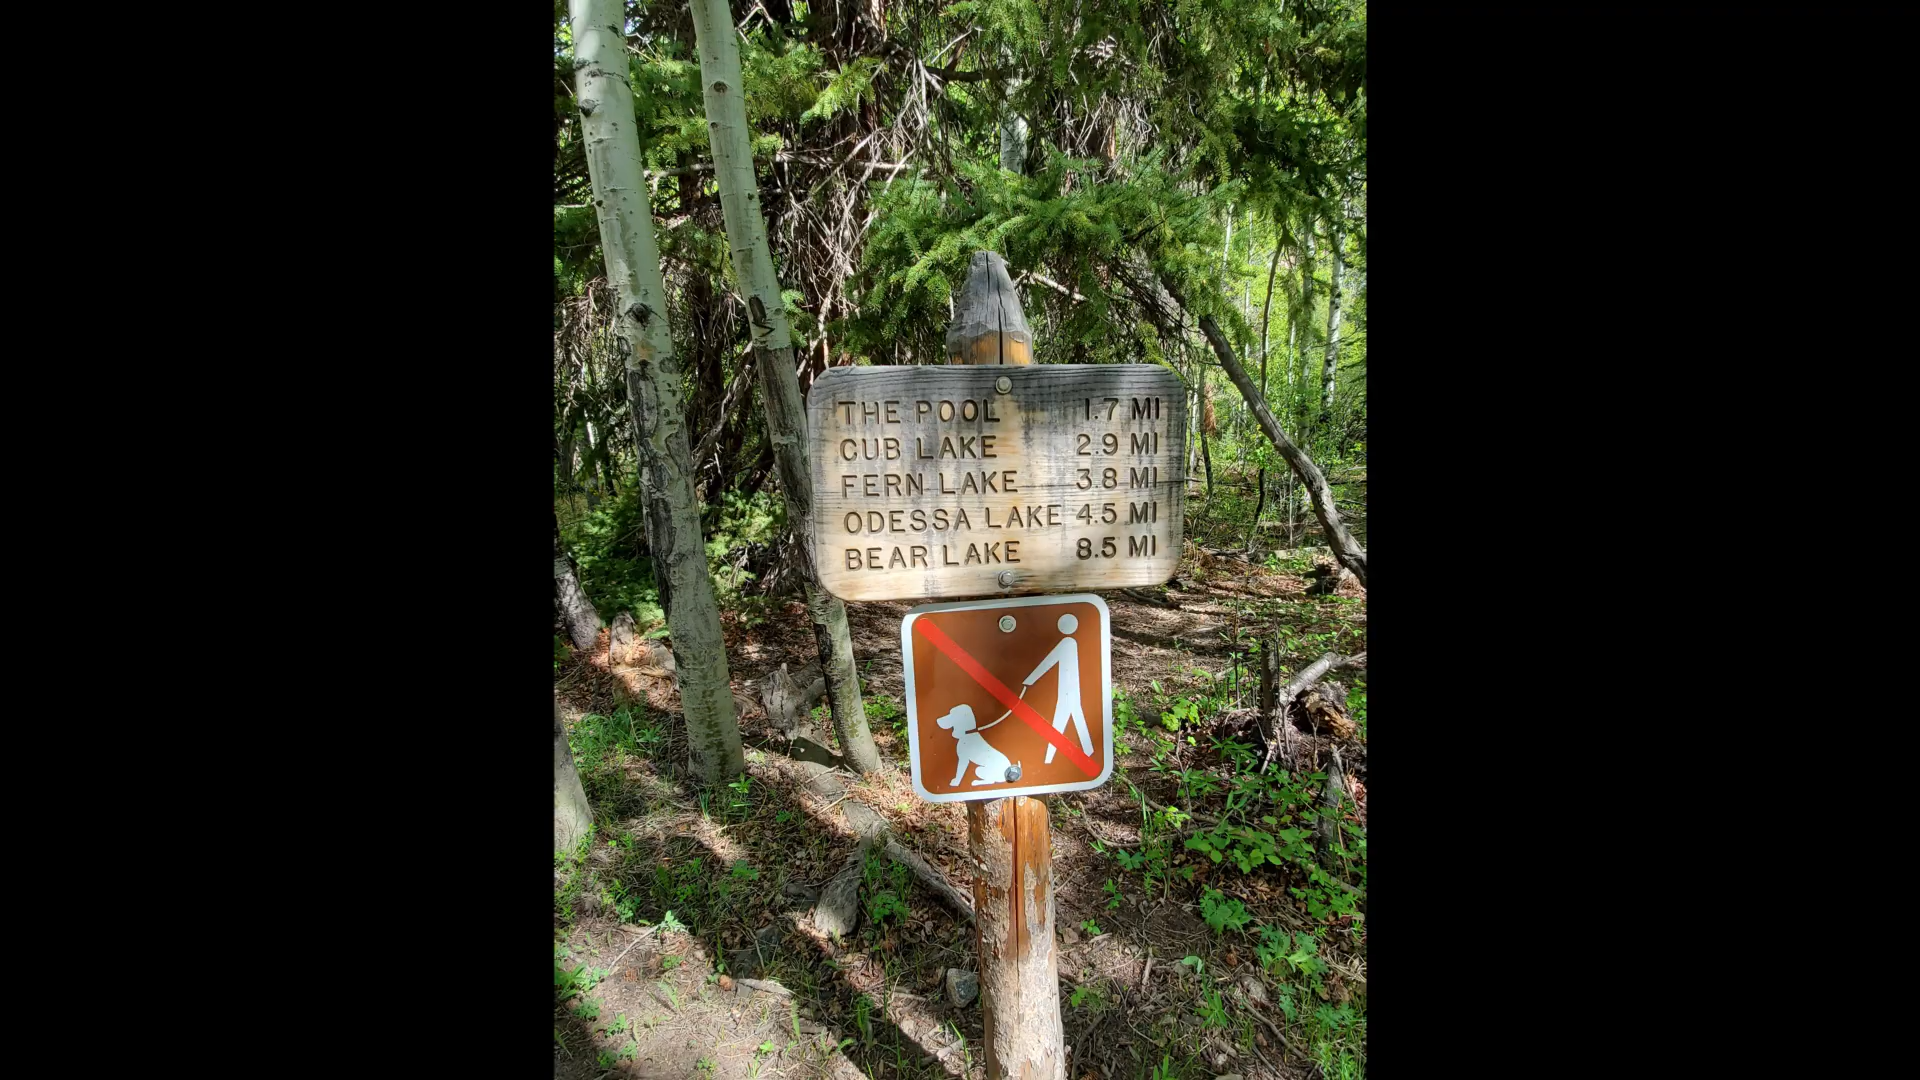 THE POOL 1.7 MI
CUB LAKE 2.9 MI
FERN LAKE 3.8 MI
ODESSA LAKE 4.5 MI
BEAR LAKE 8.5 MI